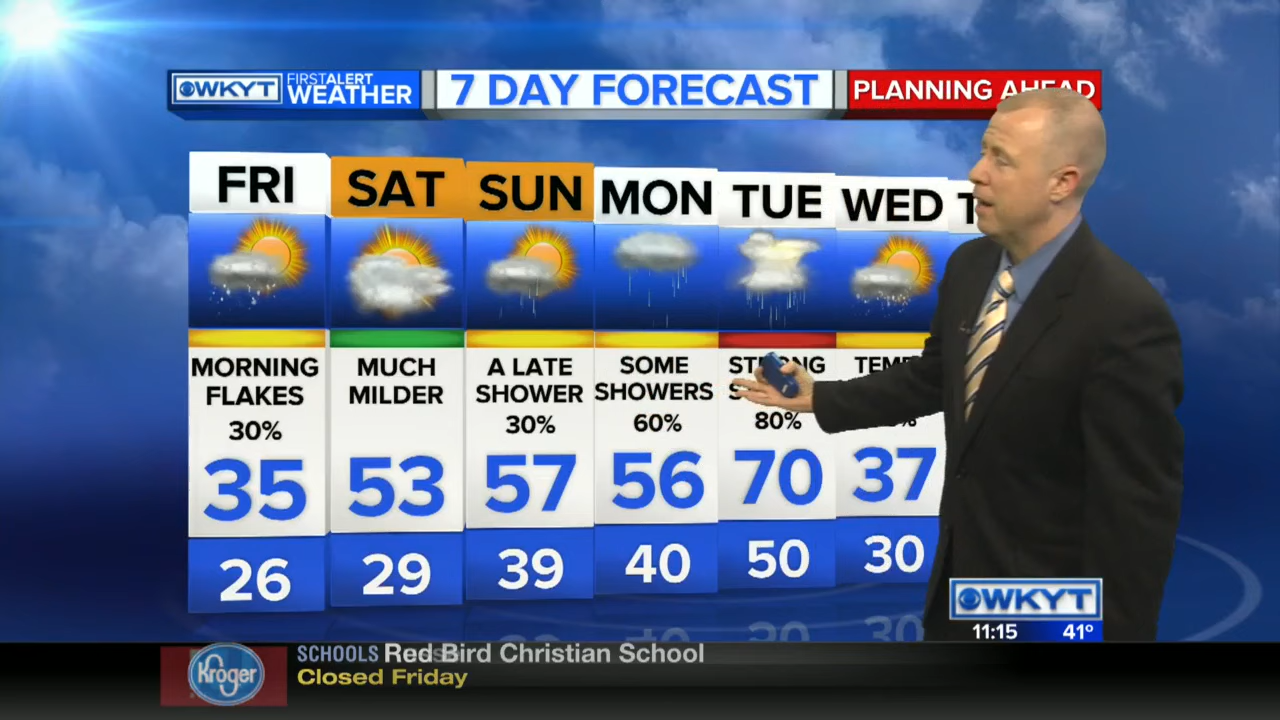 WKYT FIRST ALERT WEATHER
7 DAY FORECAST
PLANNING AHEAD
FRI SAT SUN MON TUE WED
MORNING FLAKES
30%
35
26
MUCH MILDER
53
29
A LATE SHOWER
30%
57
39
SOME SHOWERS
60%
56
40
80%
70
50
37
30
WKYT
11:15 41°
Kroger
SCHOOLS Red Bird Christian School
Closed Friday